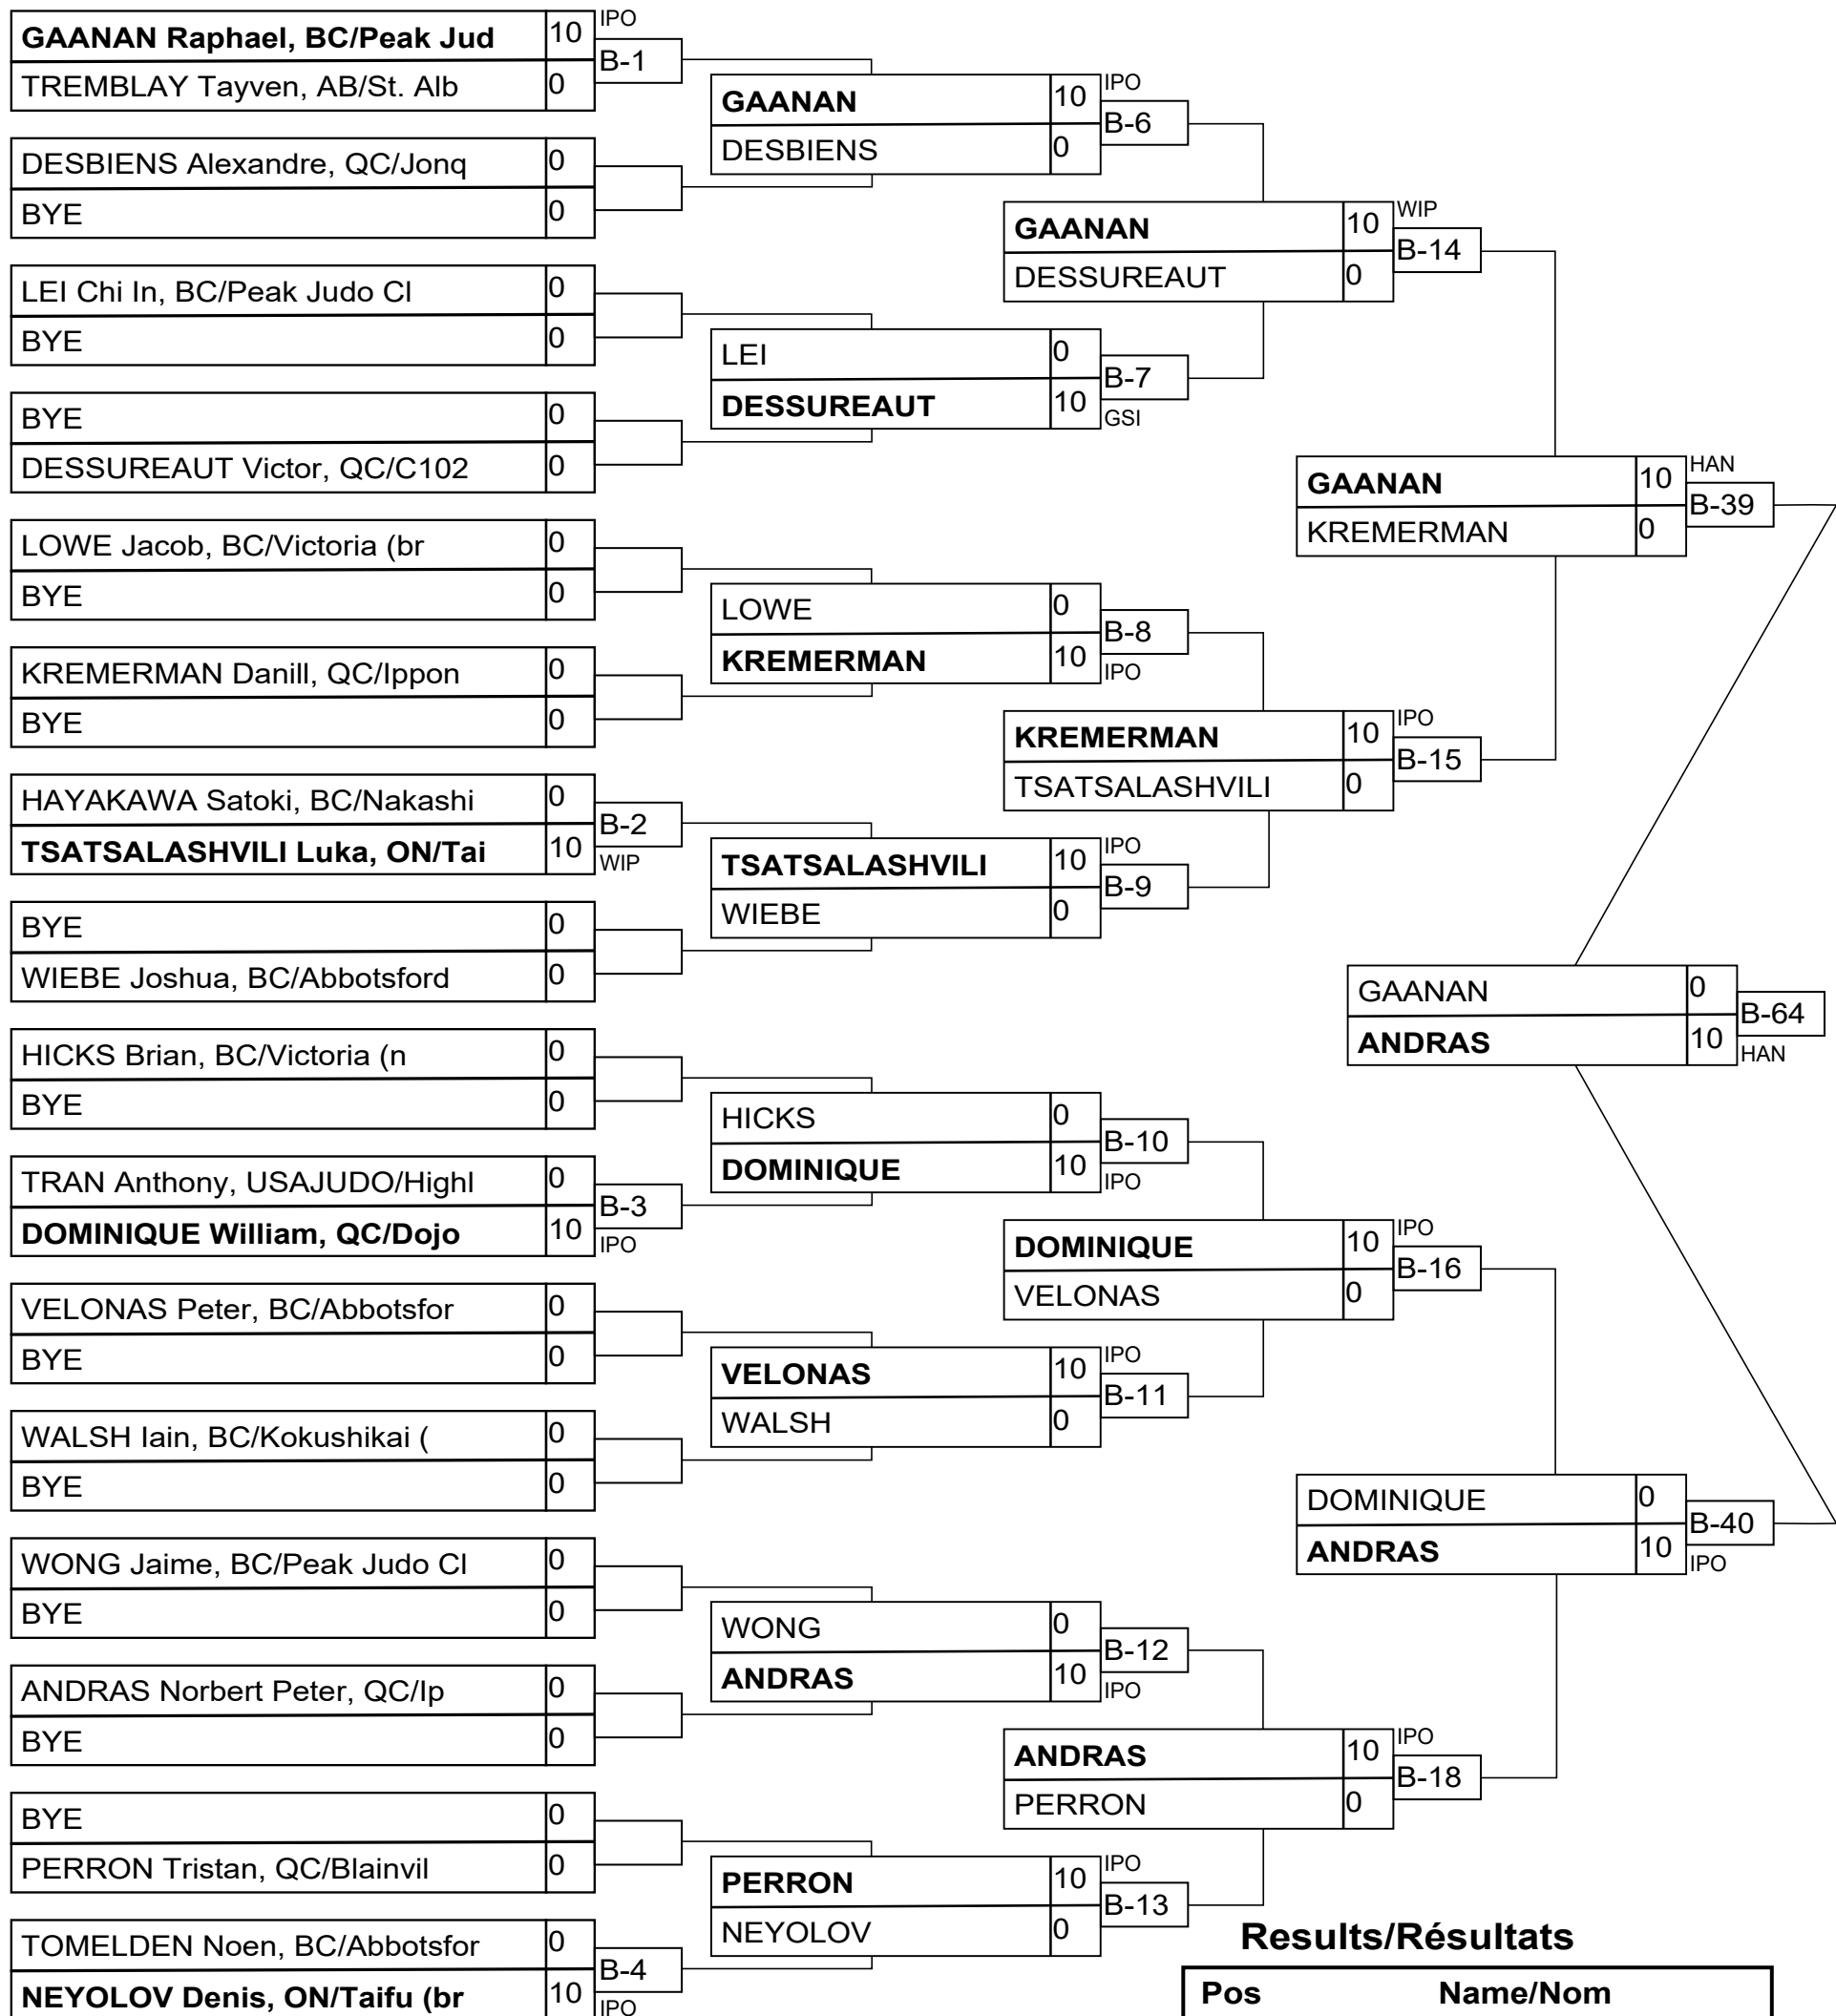 GAANAN Raphael, BC/Peak Jud 10 IPO
B-1
TREMBLAY Tayven, AB/St. Alb 0
DESBIENS Alexandre, QC/Jonq 0
BYE 0
LEI Chi In, BC/Peak Judo Cl 0
BYE 0
BYE 0
DESSUREAUT Victor, QC/C102 0
LOWE Jacob, BC/Victoria (br 0
BYE 0
KREMERMAN Danill, QC/Ippon 0
BYE 0
HAYAKAWA Satoki, BC/Nakashi 0
B-2
TSATSALASHVILI Luka, ON/Tai 10 WIP
BYE 0
WIEBE Joshua, BC/Abbotsford 0
HICKS Brian, BC/Victoria (n 0
BYE 0
TRAN Anthony, USAJUDO/Highl 0
B-3
DOMINIQUE William, QC/Dojo 10 IPO
VELONAS Peter, BC/Abbotsfor 0
BYE 0
WALSH Iain, BC/Kokushikai ( 0
BYE 0
WONG Jaime, BC/Peak Judo Cl 0
BYE 0
ANDRAS Norbert Peter, QC/Ip 0
BYE 0
BYE 0
PERRON Tristan, QC/Blainvil 0
TOMELDEN Noen, BC/Abbotsfor 0
B-4
NEYOLOV Denis, ON/Taifu (br 10 IPO
GAANAN 10 IPO
B-6
DESBIENS 0
LEI 0
B-7
DESSUREAUT 10 GSI
LOWE 0
B-8
KREMERMAN 10 IPO
TSATSALASHVILI 10 IPO
B-9
WIEBE 0
HICKS 0
B-10
DOMINIQUE 10 IPO
VELONAS 10 IPO
B-11
WALSH 0
WONG 0
B-12
ANDRAS 10 IPO
PERRON 10 IPO
B-13
NEYOLOV 0
GAANAN 10 WIP
B-14
DESSUREAUT 0
KREMERMAN 10 IPO
B-15
TSATSALASHVILI 0
DOMINIQUE 10 IPO
B-16
VELONAS 0
ANDRAS 10 IPO
B-18
PERRON 0
GAANAN 10 HAN
B-39
KREMERMAN 0
DOMINIQUE 0
B-40
ANDRAS 10 IPO
GAANAN 0
B-64
ANDRAS 10 HAN
Results/Résultats
Pos Name/Nom